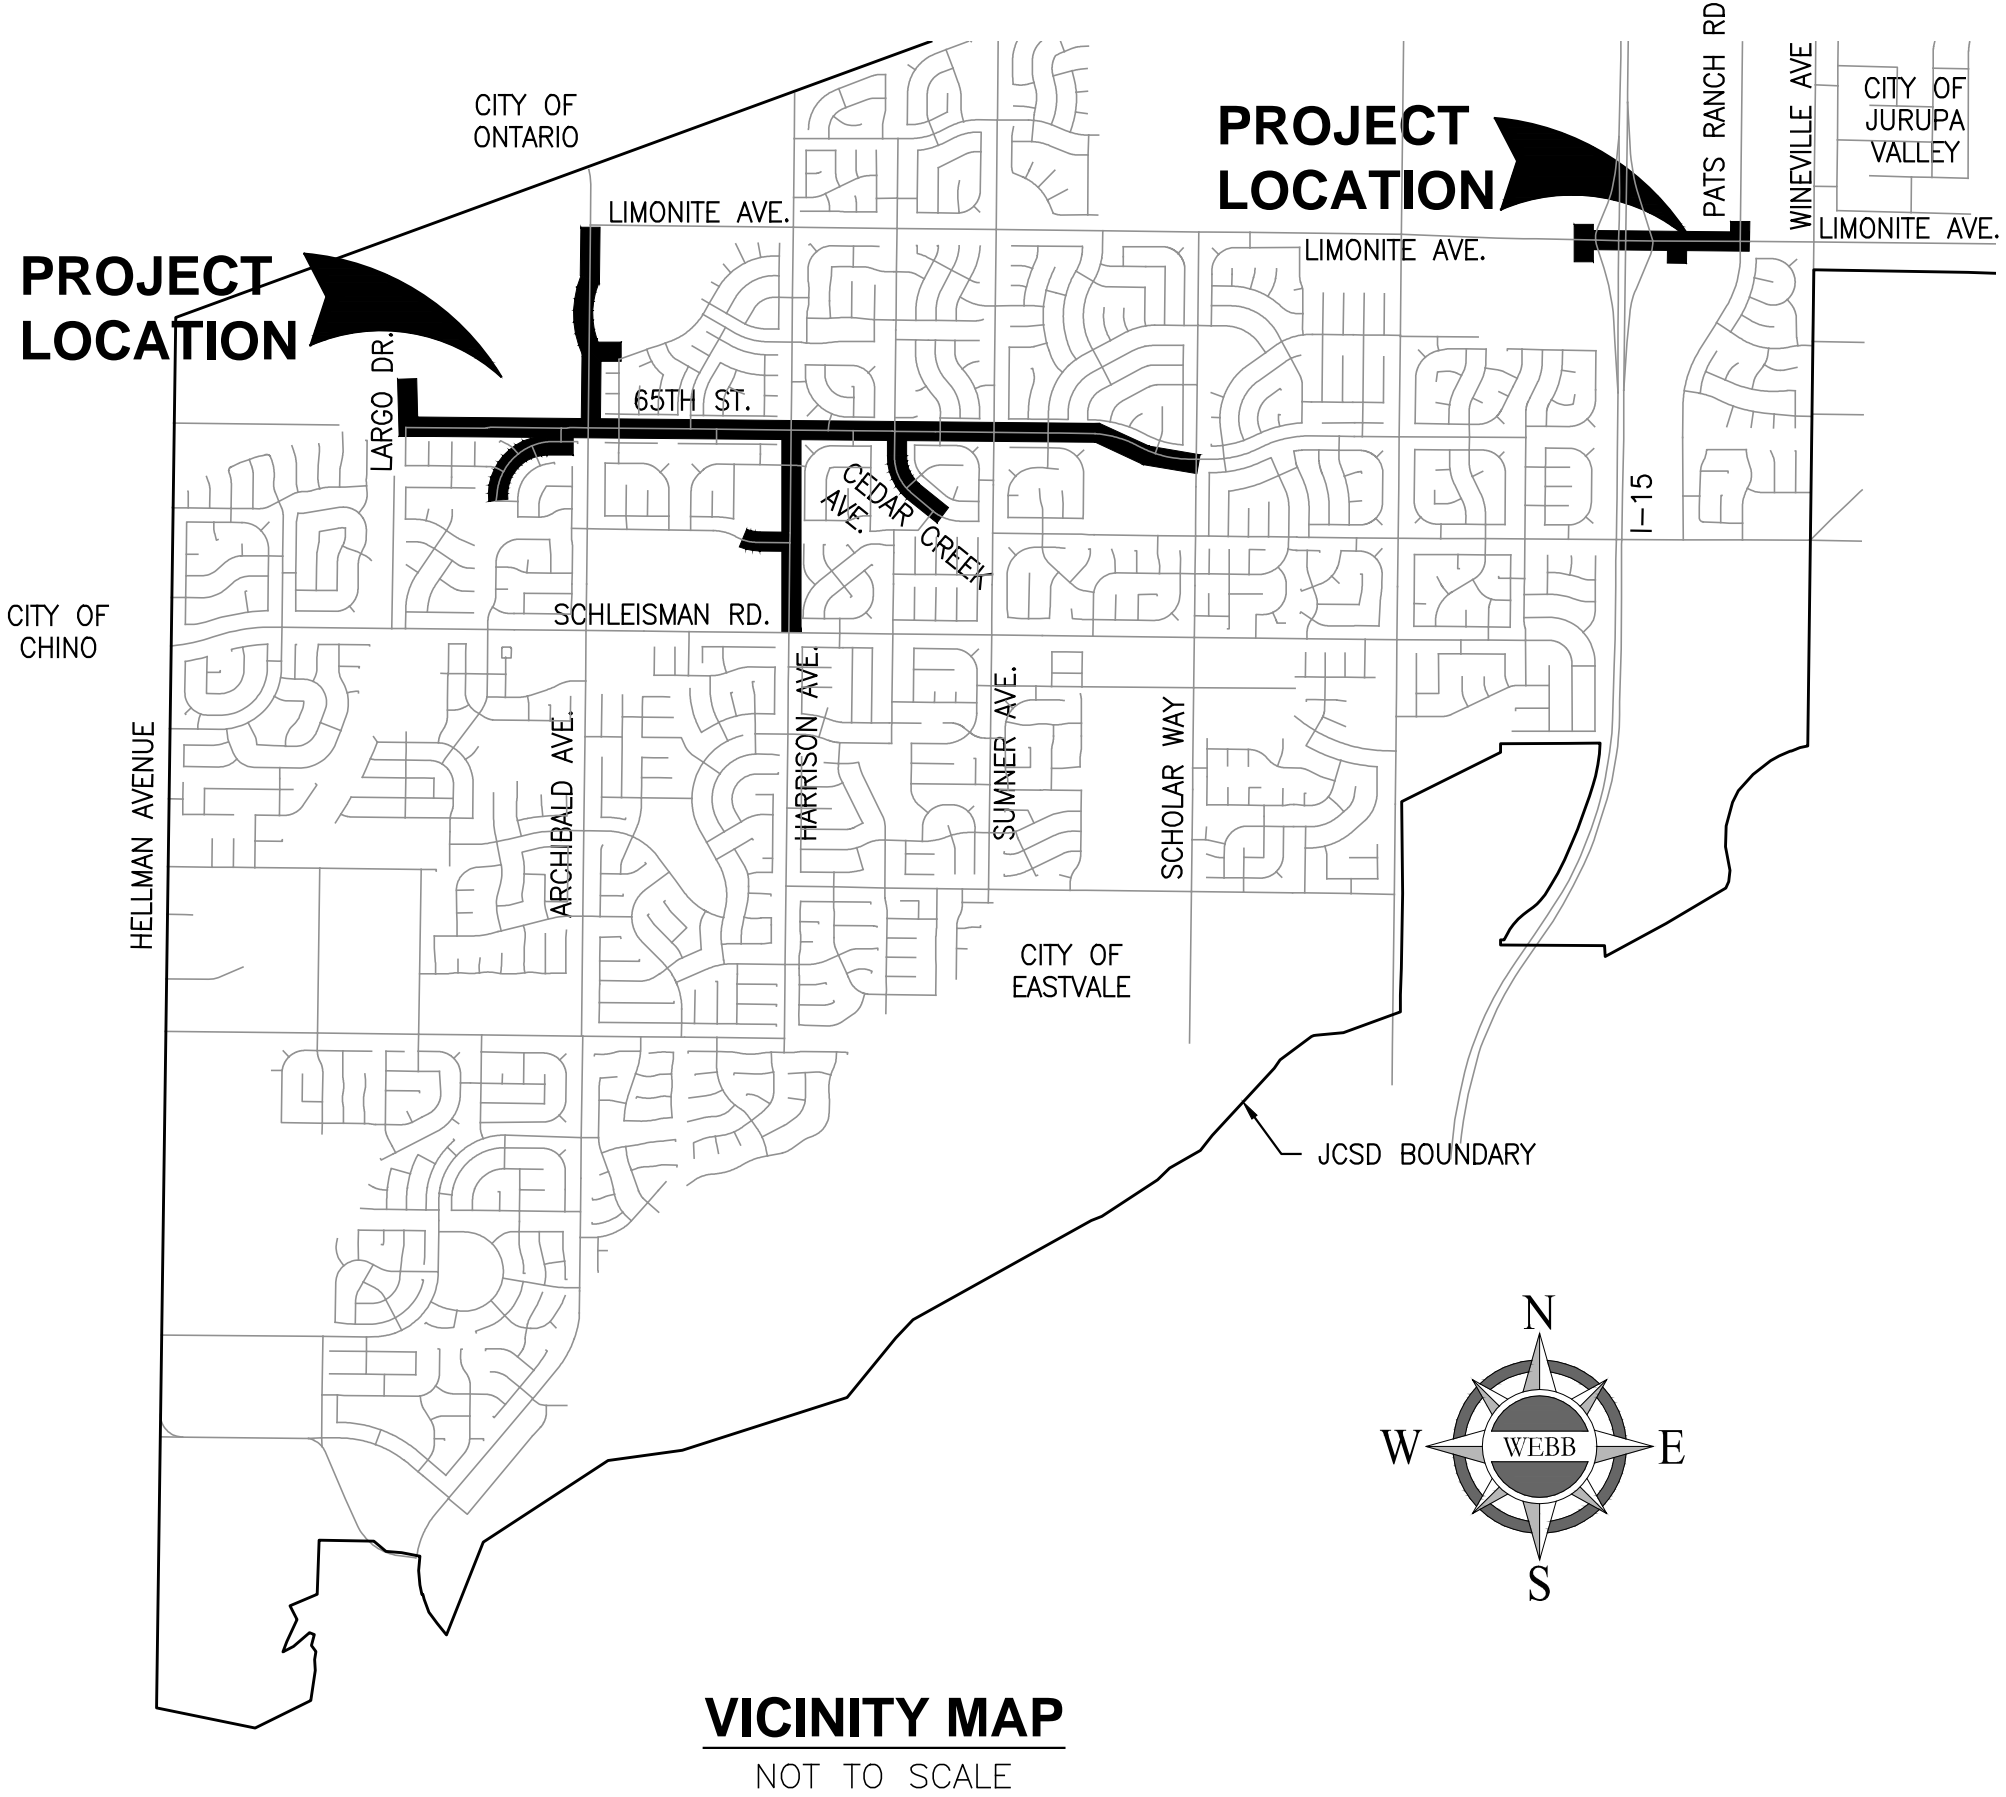 PATS RANCH RD
WINEVILLE AVE
CITY OF
JURUPA
VALLEY
CITY OF
ONTARIO
PROJECT
LOCATION
LIMONITE AVE.
LIMONITE AVE.
LIMONITE AVE.
PROJECT
LOCATION
LARGO DR.
65TH ST.
CEDAR CREEK
AVE.
I-15
CITY OF
CHINO
SCHLEISMAN RD.
HELLMAN AVENUE
ARCHIBALD AVE.
HARRISON AVE.
SUMNER AVE.
SCHOLAR WAY
CITY OF
EASTVALE
JCSD BOUNDARY
N
W
WEBB
E
S
VICINITY MAP
NOT TO SCALE